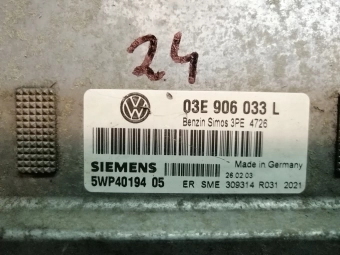 24
03E 906 033 L
Benzin Simos 3PE 4726
SIEMENS
Made in Germany
26.02.03
5WP40194 05
ER SME 309314 R031 2021